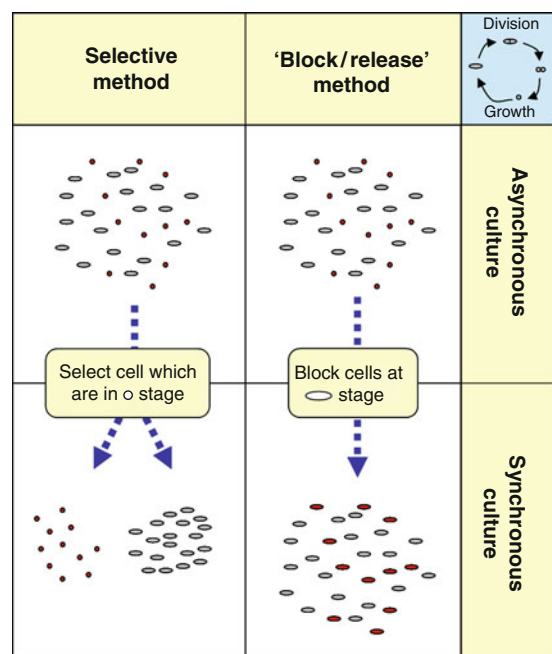 Selective
method
‘Block/release’
method
Division
Growth
Asynchronous
culture
Select cell which
are in stage
Block cells at
stage
Synchronous
culture